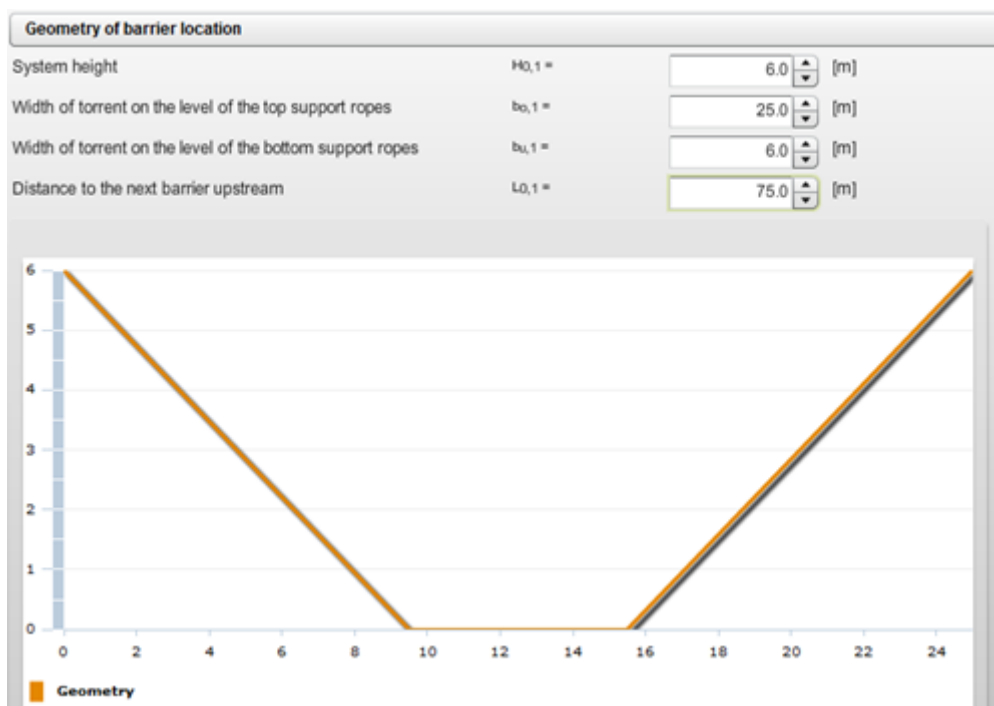 Geometry of barrier location
System height H0,1 = 6.0 [m]
Width of torrent on the level of the top support ropes bo,1 = 25.0 [m]
Width of torrent on the level of the bottom support ropes bu,1 = 6.0 [m]
Distance to the next barrier upstream L0,1 = 75.0 [m]
6
5
4
3
2
1
0
0 2 4 6 8 10 12 14 16 18 20 22 24
Geometry